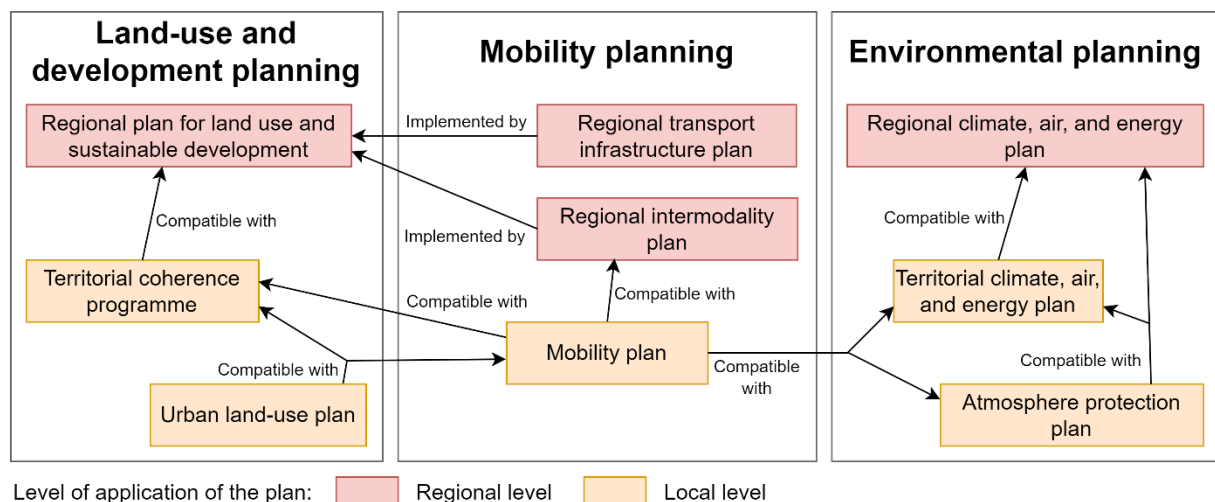 Land-use and
development planning
Mobility planning
Environmental planning
Regional plan for land use and
sustainable development
Implemented by
Regional transport
infrastructure plan
Regional climate, air, and energy
plan
Compatible with
Implemented by
Regional intermodality
plan
Compatible with
Territorial coherence
programme
Compatible with
Compatible with
Territorial climate, air,
and energy plan
Mobility plan
Compatible with
Compatible
with
Compatible with
Urban land-use plan
Atmosphere protection
plan
Level of application of the plan:
Regional level
Local level